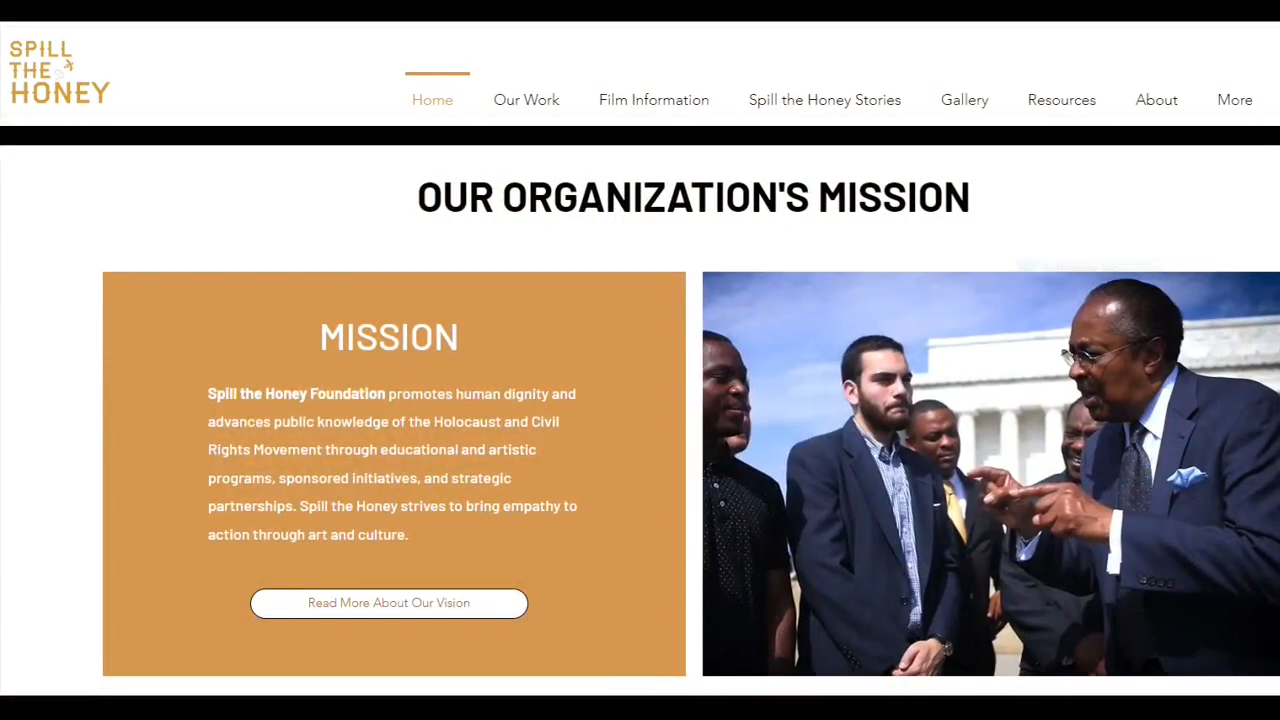 SPILL
THE
HONEY
Home Our Work Film Information Spill the Honey Stories Gallery Resources About More
OUR ORGANIZATION'S MISSION
MISSION
Spill the Honey Foundation promotes human dignity and
advances public knowledge of the Holocaust and Civil
Rights Movement through educational and artistic
programs, sponsored initiatives, and strategic
partnerships. Spill the Honey strives to bring empathy to
action through art and culture.
Read More About Our Vision